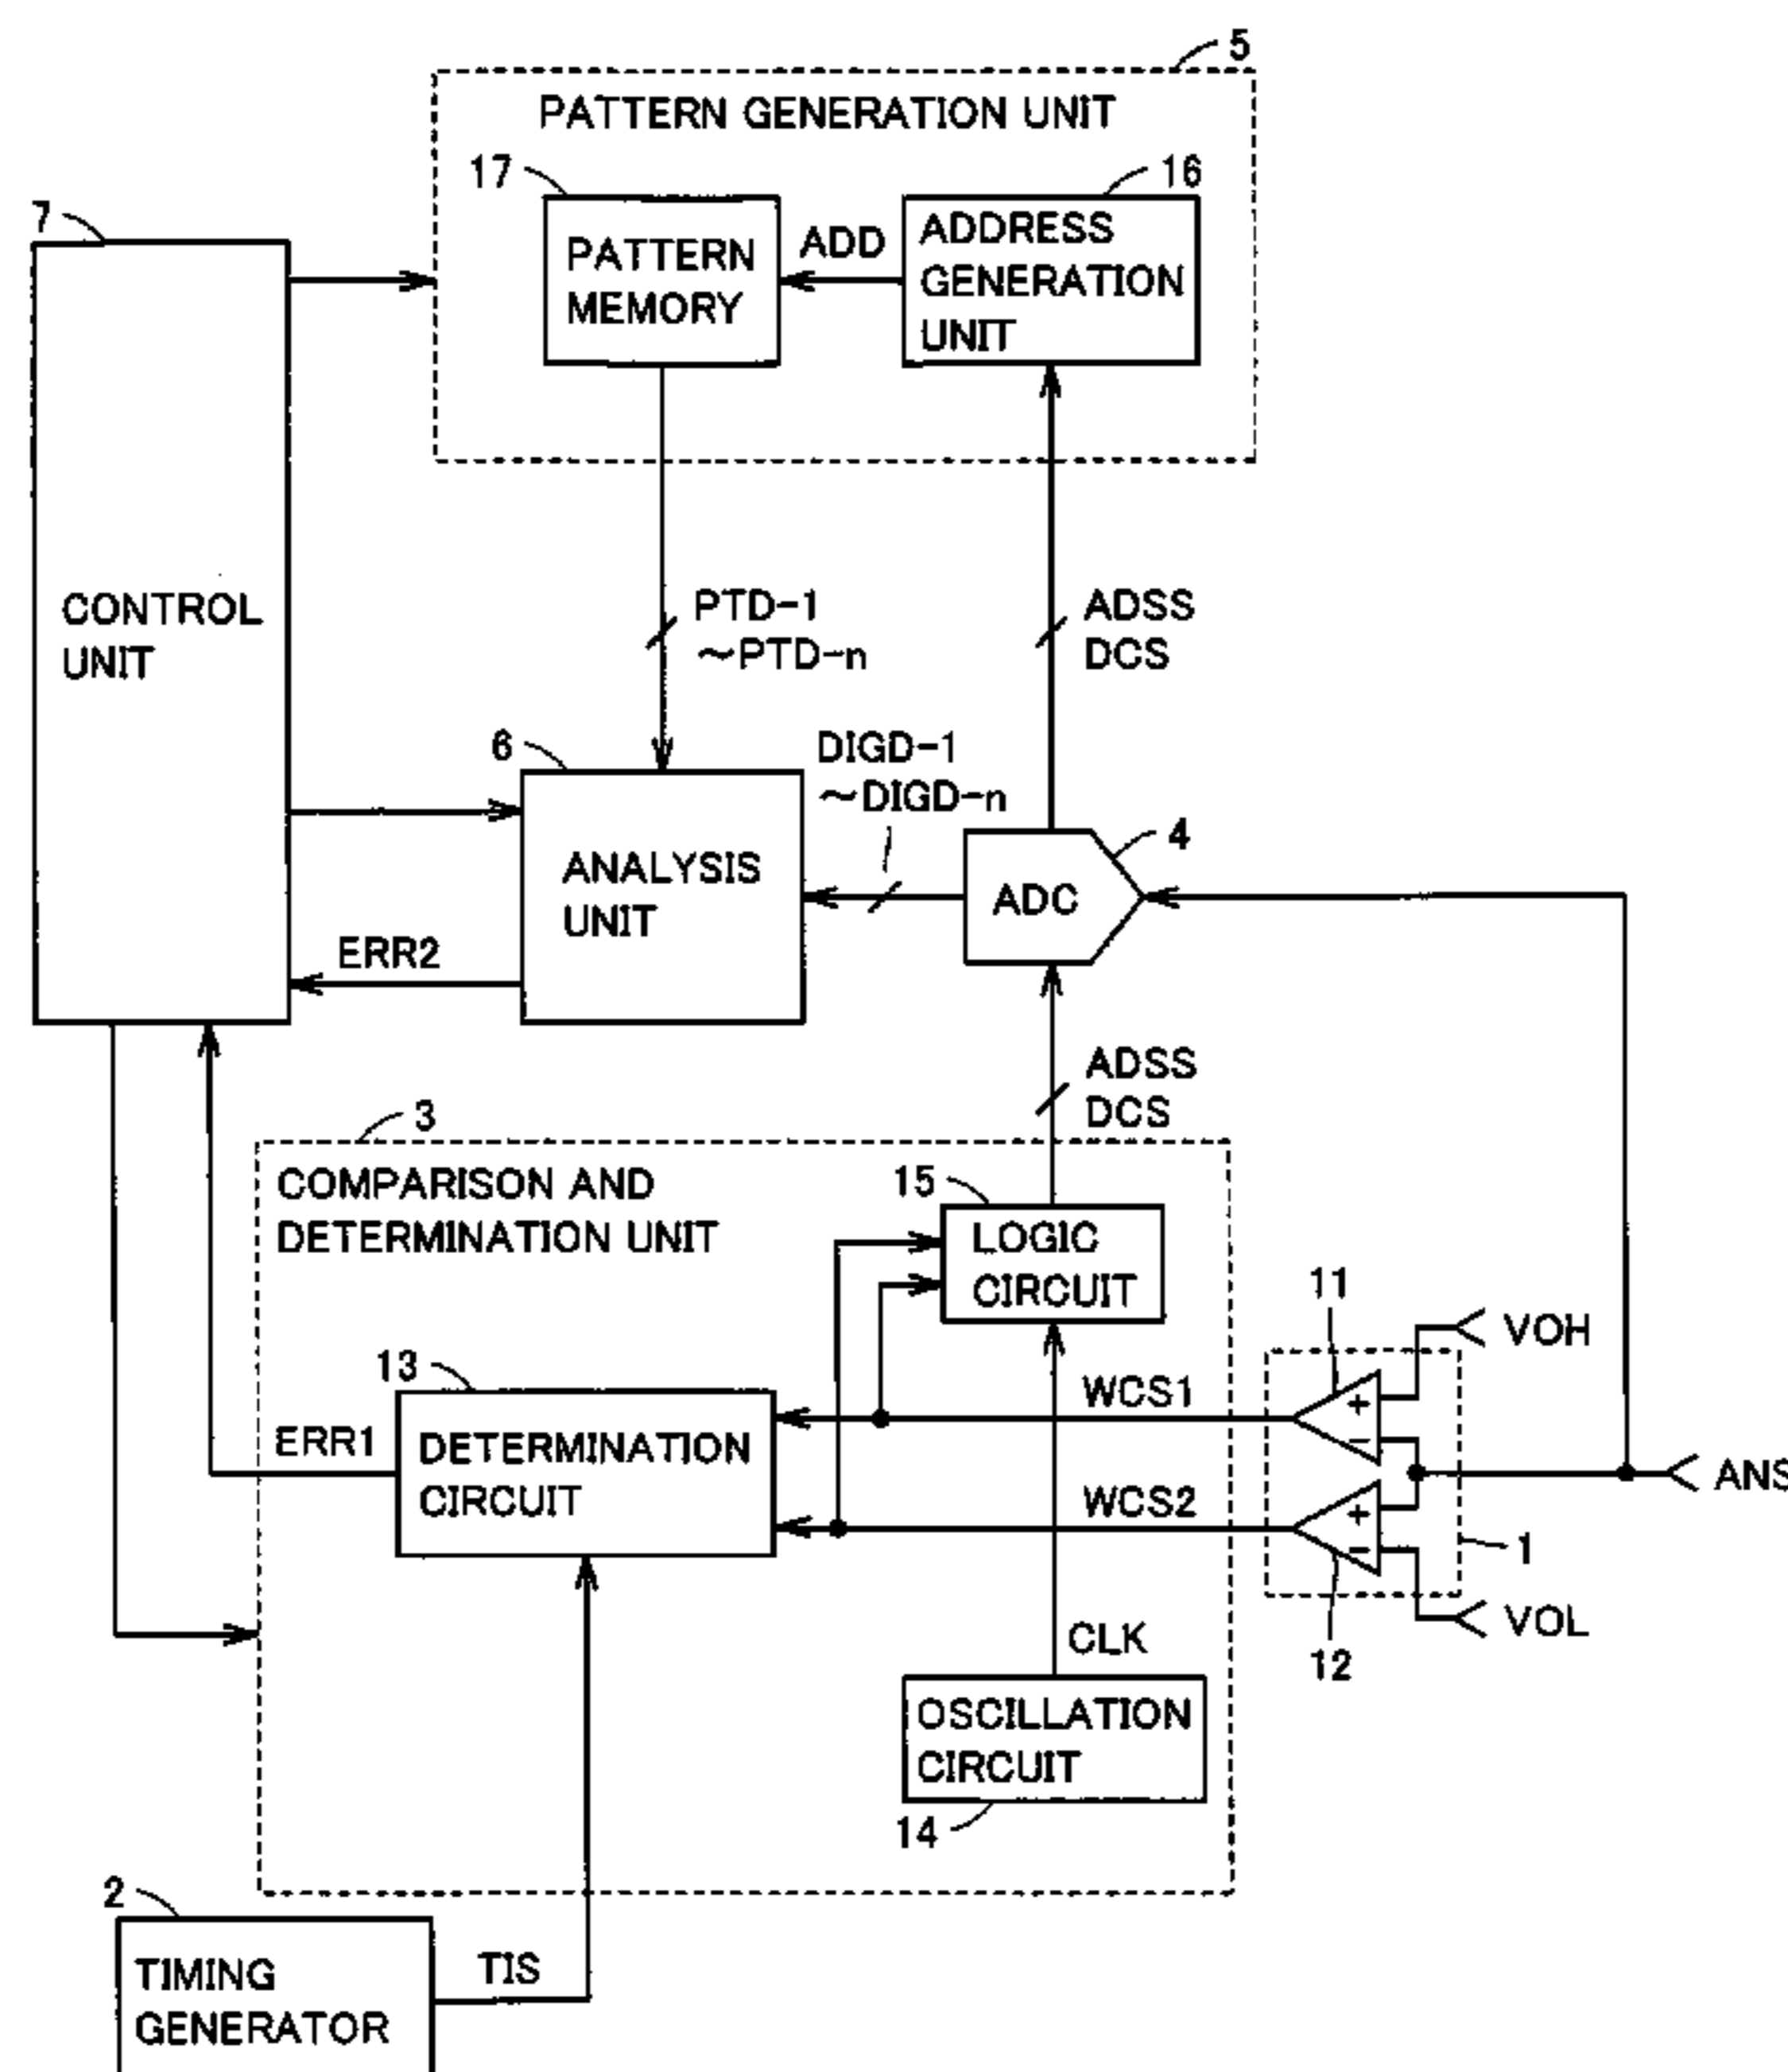 5
PATTERN GENERATION UNIT
17
16
7
PATTERN
MEMORY
ADD
ADDRESS
GENERATION
UNIT
CONTROL
UNIT
PTD-1
~PTD-n
ADSS
DCS
6
DIGD-1
~DIGD-n
4
ANALYSIS
UNIT
ADC
ERR2
ADSS
DCS
3
COMPARISON AND
DETERMINATION UNIT
15
LOGIC
CIRCUIT
11
VOH
13
WCS1
+
-
ERR1
DETERMINATION
CIRCUIT
ANS
WCS2
+
-
1
12
VOL
CLK
OSCILLATION
CIRCUIT
14
2
TIS
TIMING
GENERATOR